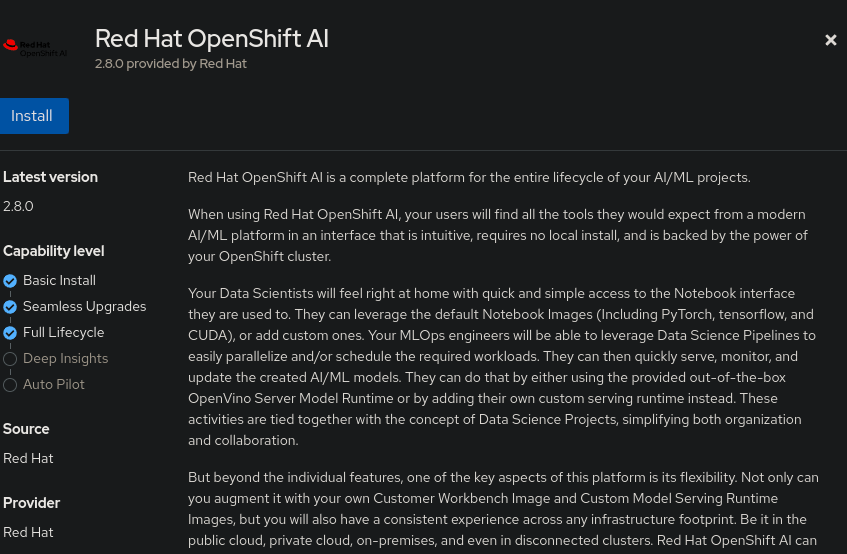 Red Hat
OpenShift AI
Red Hat OpenShift AI
2.8.0 provided by Red Hat
Install
Latest version
2.8.0
Capability level
Basic Install
Seamless Upgrades
Full Lifecycle
Deep Insights
Auto Pilot
Source
Red Hat
Provider
Red Hat
Red Hat OpenShift AI is a complete platform for the entire lifecycle of your AI/ML projects.
When using Red Hat OpenShift AI, your users will find all the tools they would expect from a modern
AI/ML platform in an interface that is intuitive, requires no local install, and is backed by the power of
your OpenShift cluster.
Your Data Scientists will feel right at home with quick and simple access to the Notebook interface
they are used to. They can leverage the default Notebook Images (Including PyTorch, tensorflow, and
CUDA), or add custom ones. Your MLOps engineers will be able to leverage Data Science Pipelines to
easily parallelize and/or schedule the required workloads. They can then quickly serve, monitor, and
update the created AI/ML models. They can do that by either using the provided out-of-the-box
OpenVino Server Model Runtime or by adding their own custom serving runtime instead. These
activities are tied together with the concept of Data Science Projects, simplifying both organization
and collaboration.
But beyond the individual features, one of the key aspects of this platform is its flexibility. Not only can
you augment it with your own Customer Workbench Image and Custom Model Serving Runtime
Images, but you will also have a consistent experience across any infrastructure footprint. Be it in the
public cloud, private cloud, on-premises, and even in disconnected clusters. Red Hat OpenShift AI can